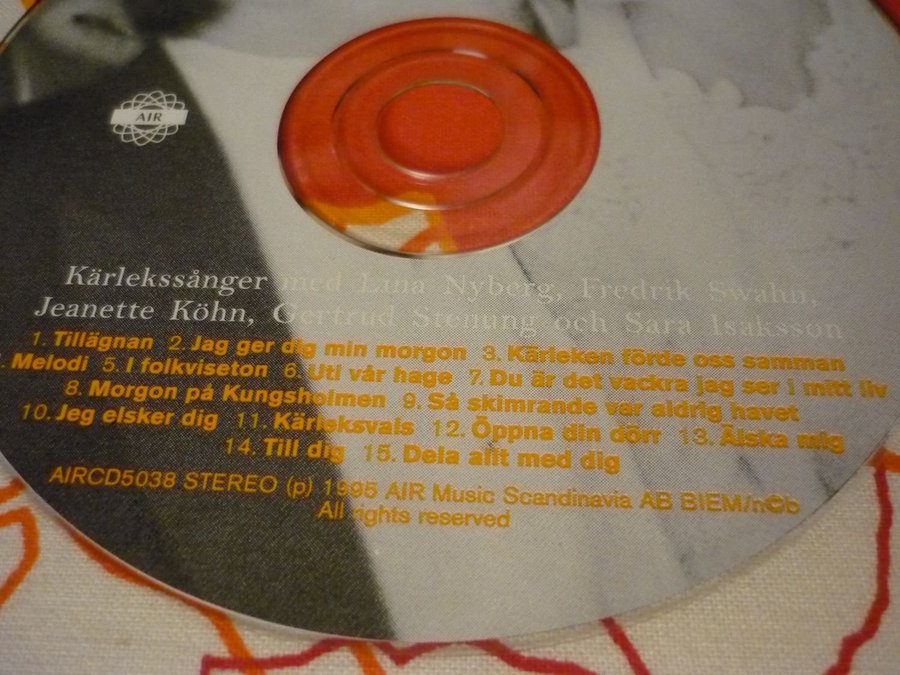 AIR
Kärlekssånger med Lina Nyberg, Fredrik Swahn,
Jeanette Köhn, Gertrud Stenung och Sara Isaksson
1. Tillägnan 2. Jag ger dig min morgon 3. Kärleken förde oss samman
. Melodi 5. I folkviseton 6. Uti vår hage 7. Du är det vackra jag ser i mitt liv
8. Morgon på Kungsholmen 9. Så skimrande var aldrig havet
10. Jeg elsker dig 11. Kärleksvals 12. Öppna din dörr 13. Älska mig
14. Till dig 15. Dela allt med dig
AIRCD5038 STEREO (p) 1995 AIR Music Scandinavia AB BIEM/n©b
All rights reserved